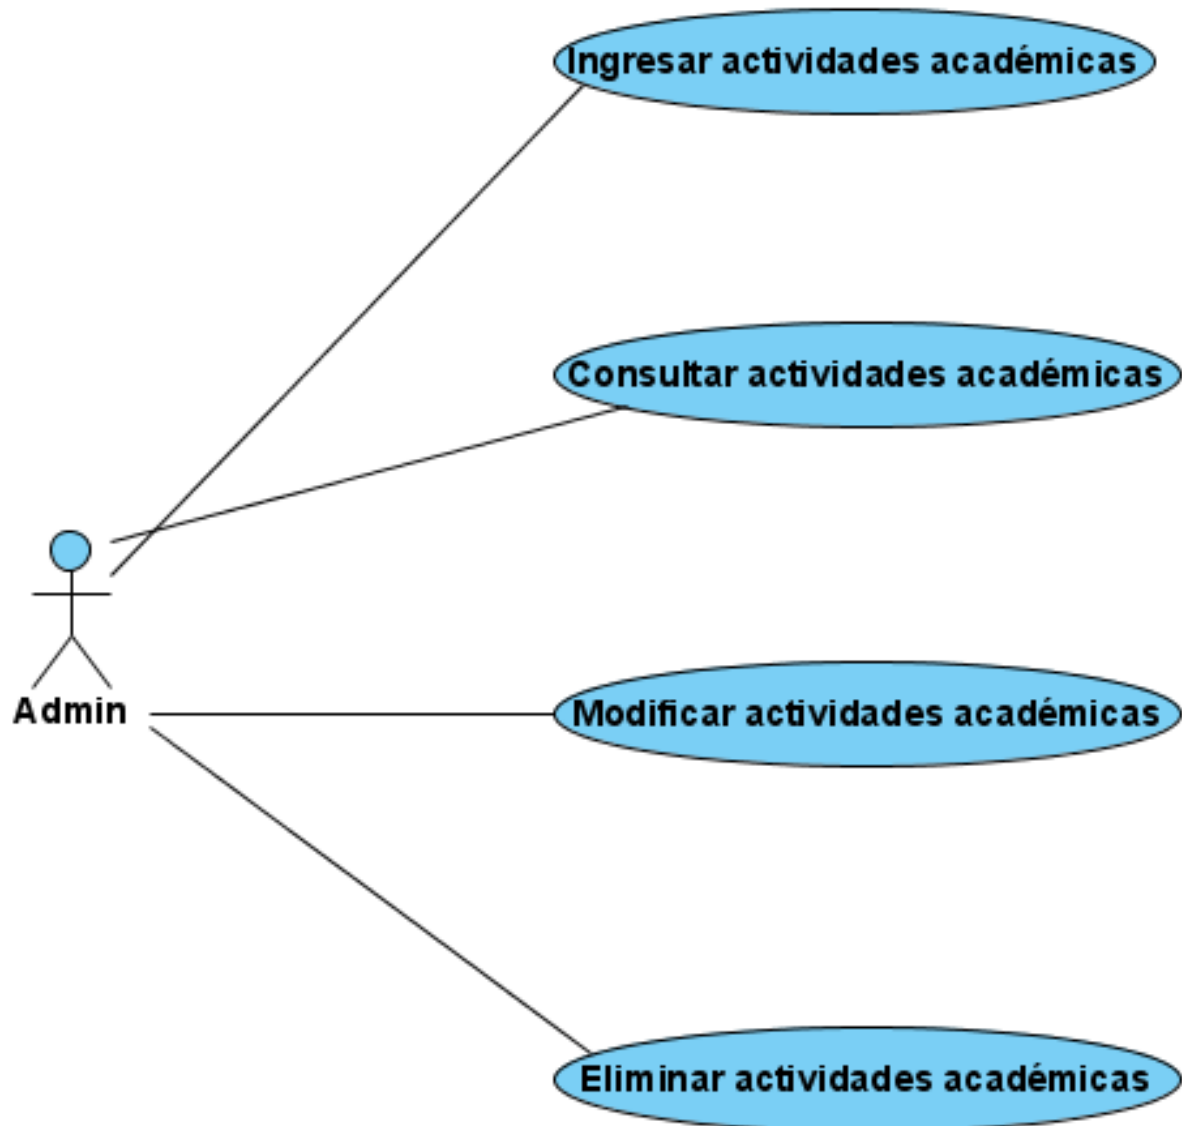 Ingresar actividades académicas
Consultar actividades académicas
Admin
Modificar actividades académicas
Eliminar actividades académicas